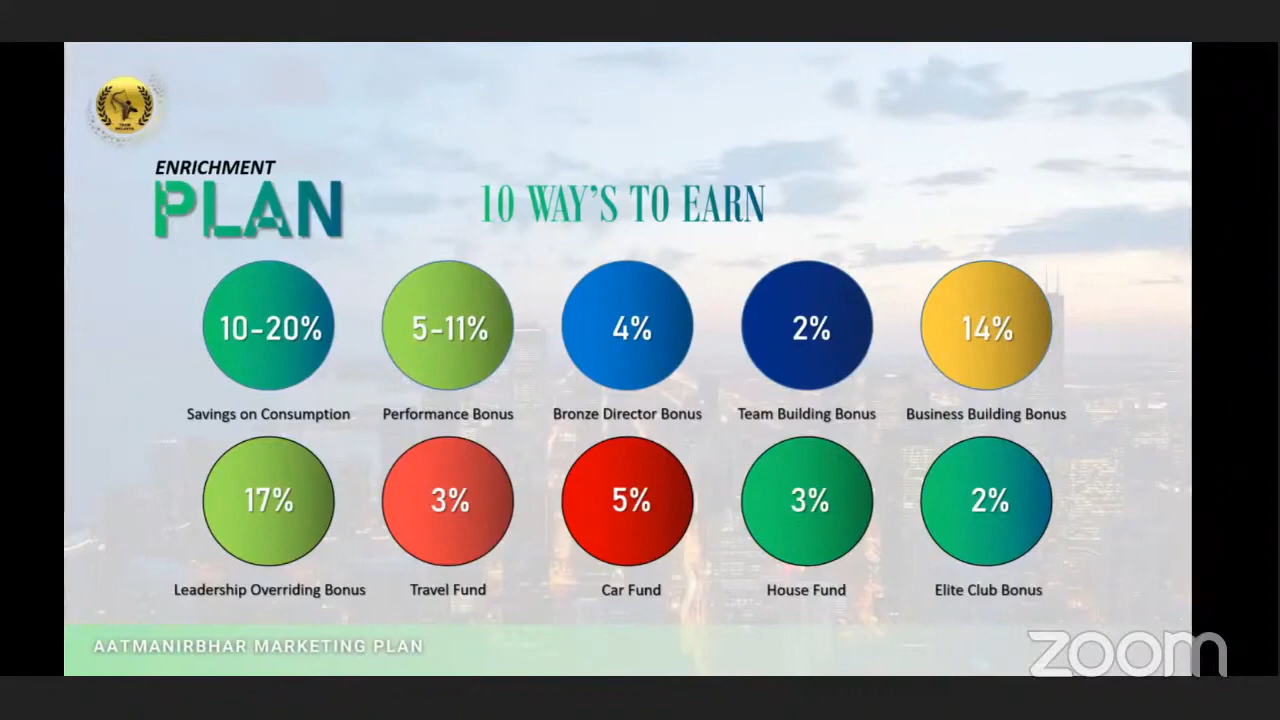 ENRICHMENT
PLAN
10 WAY'S TO EARN
10-20%
5-11%
4%
2%
14%
Savings on Consumption
Performance Bonus
Bronze Director Bonus
Team Building Bonus
Business Building Bonus
17%
3%
5%
3%
2%
Leadership Overriding Bonus
Travel Fund
Car Fund
House Fund
Elite Club Bonus
AATMANIRBHAR MARKETING PLAN
zoom